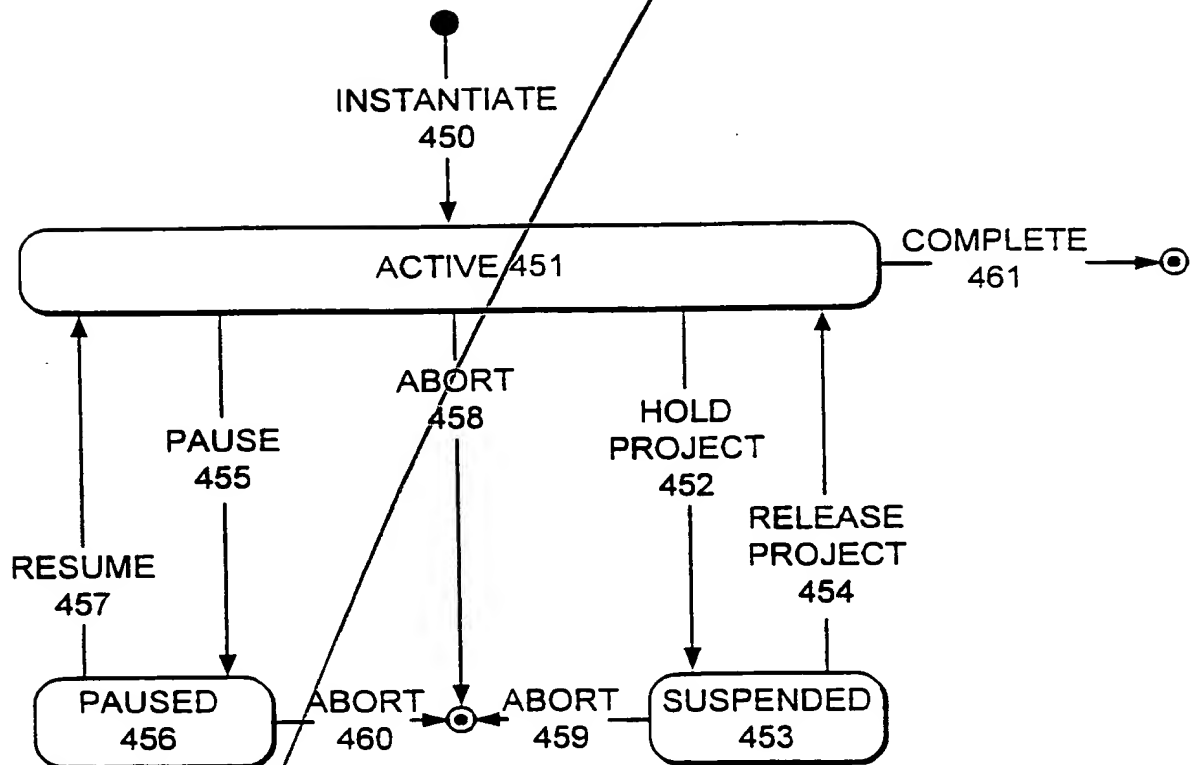 INSTANTIATE
450
ACTIVE 451
COMPLETE
461
ABORT
458
HOLD
PROJECT
452
PAUSE
455
RELEASE
PROJECT
454
RESUME
457
PAUSED
456
ABORT
460
ABORT
459
SUSPENDED
453